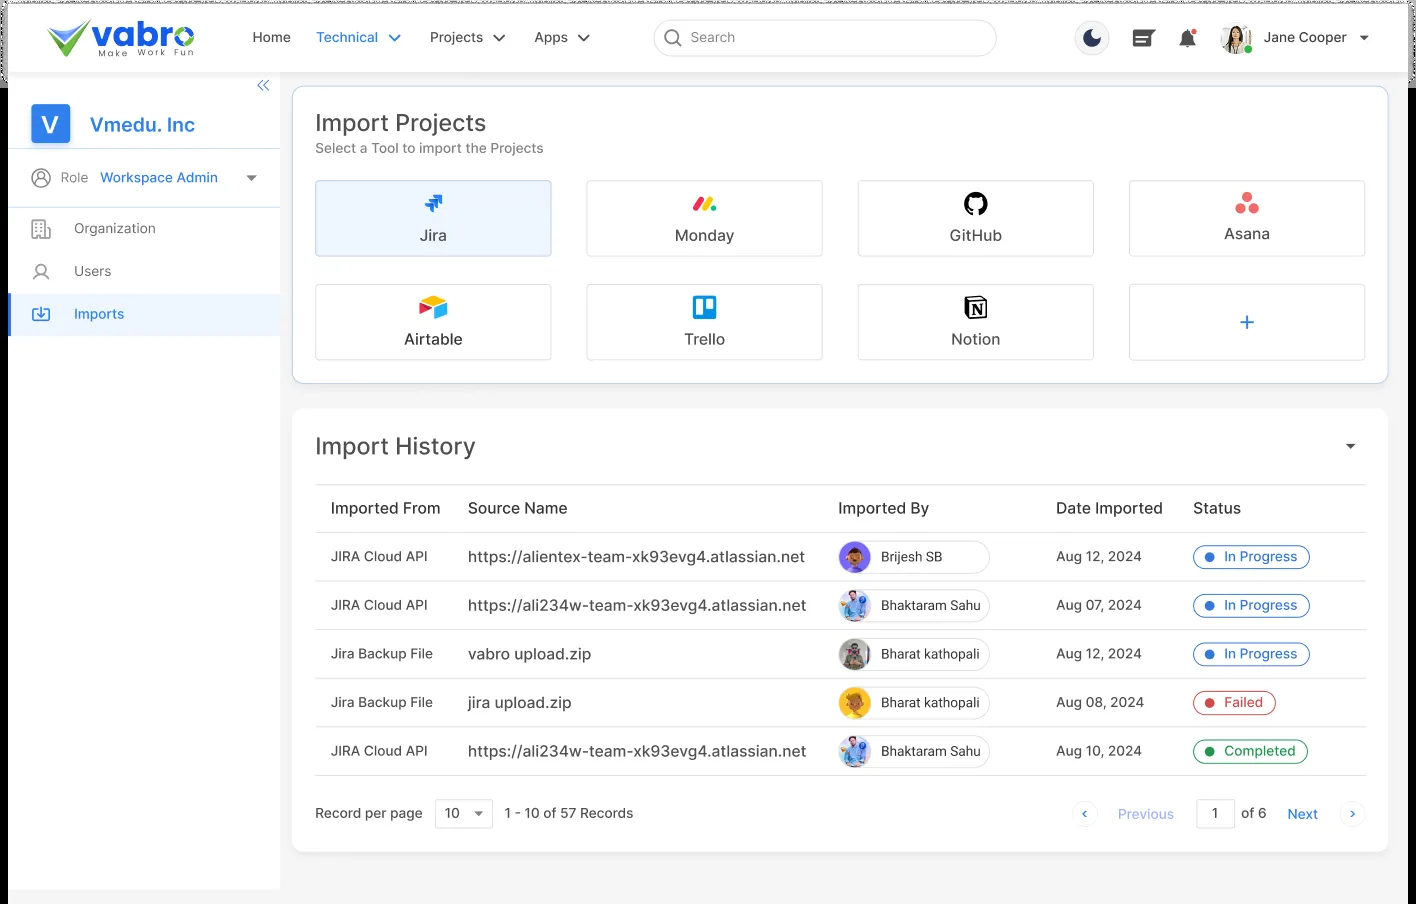 vabro
Make Work Fun
Home Technical Projects Apps Search Jane Cooper
V Vmedu. Inc
Role Workspace Admin
Organization
Users
Imports
Import Projects
Select a Tool to import the Projects
Jira Monday GitHub Asana
Airtable Trello Notion +
Import History
Imported From Source Name Imported By Date Imported Status
JIRA Cloud API https://alientex-team-xk93evg4.atlassian.net Brijesh SB Aug 12, 2024 In Progress
JIRA Cloud API https://ali234w-team-xk93evg4.atlassian.net Bhaktaram Sahu Aug 07, 2024 In Progress
Jira Backup File vabro upload.zip Bharat kathopali Aug 12, 2024 In Progress
Jira Backup File jira upload.zip Bharat kathopali Aug 08, 2024 Failed
JIRA Cloud API https://ali234w-team-xk93evg4.atlassian.net Bhaktaram Sahu Aug 10, 2024 Completed
Record per page 10 1 - 10 of 57 Records Previous 1 of 6 Next